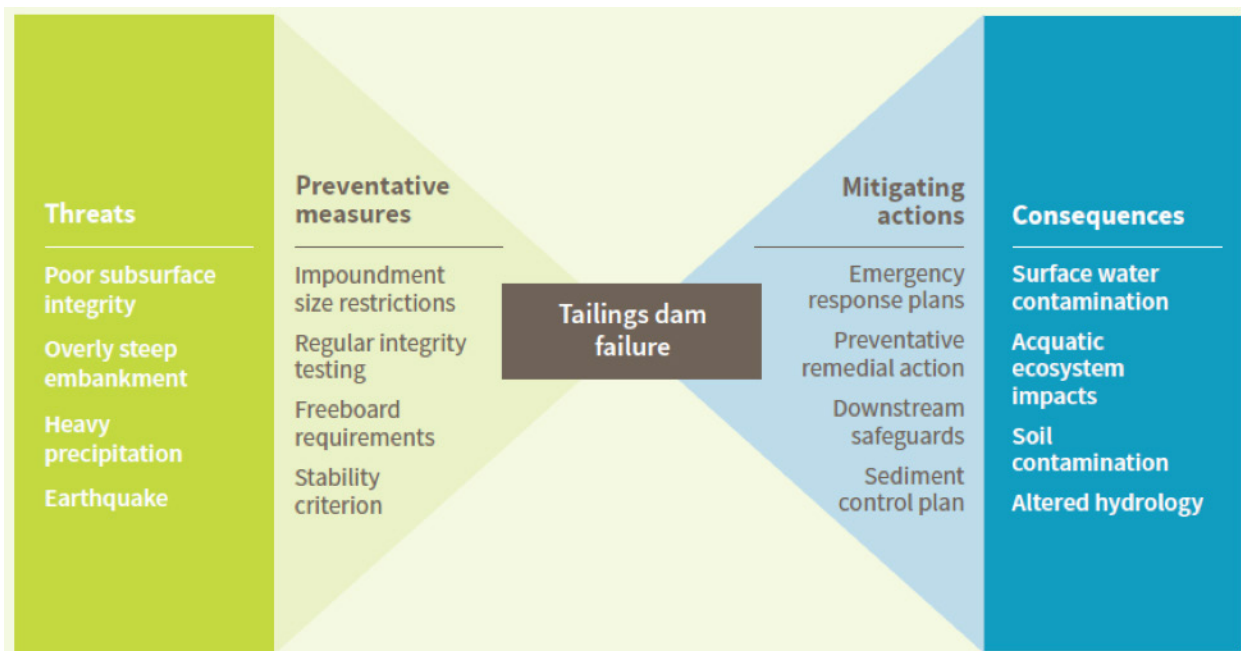 Threats
Poor subsurface
integrity
Overly steep
embankment
Heavy
precipitation
Earthquake
Preventative
measures
Impoundment
size restrictions
Regular integrity
testing
Freeboard
requirements
Stability
criterion
Tailings dam
failure
Mitigating
actions
Emergency
response plans
Preventative
remedial action
Downstream
safeguards
Sediment
control plan
Consequences
Surface water
contamination
Acquatic
ecosystem
impacts
Soil
contamination
Altered hydrology